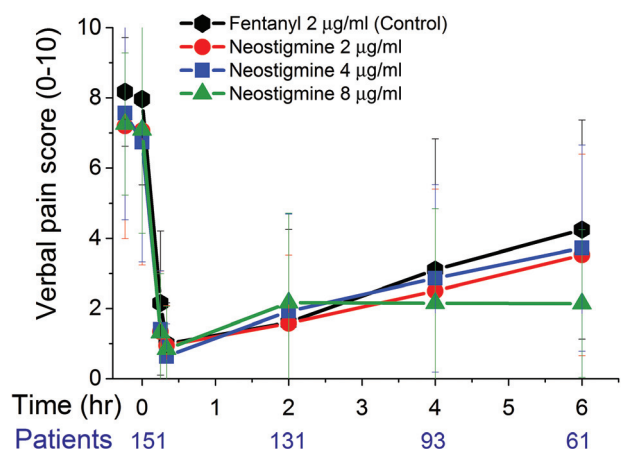 Fentanyl 2 µg/ml (Control)
Neostigmine 2 µg/ml
Neostigmine 4 µg/ml
Neostigmine 8 µg/ml
Verbal pain score (0-10)
10
8
6
4
2
0
Time (hr) 0 1 2 3 4 5 6
Patients 151 131 93 61